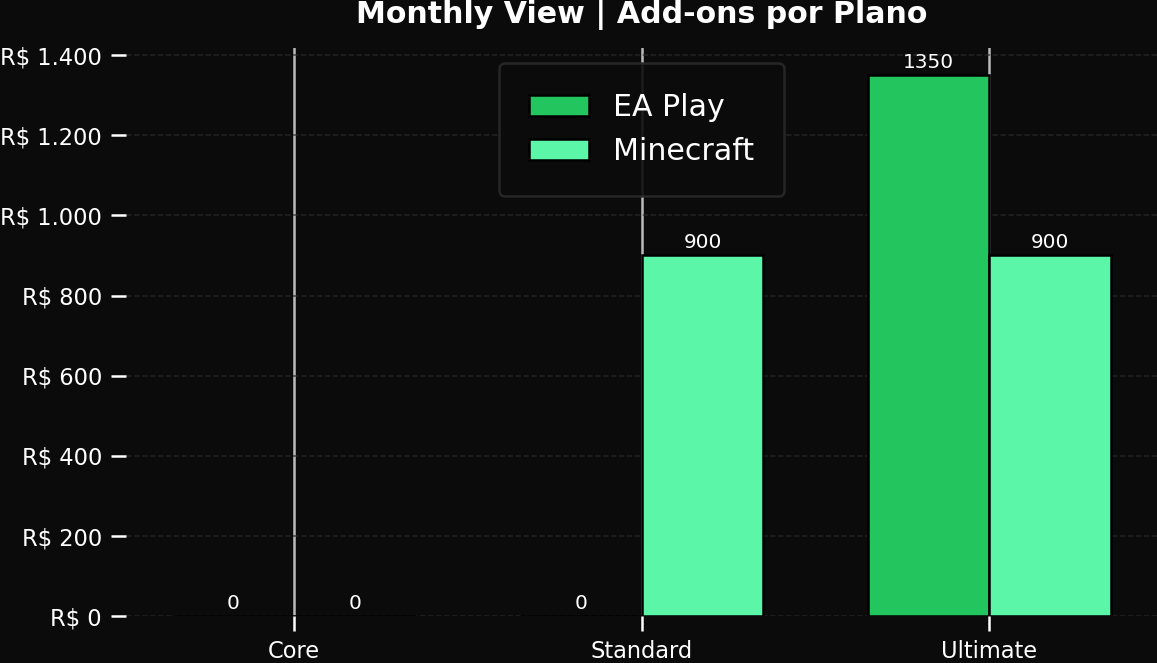 Monthly View | Add-ons por Plano
R$ 1.400
R$ 1.200
R$ 1.000
R$ 800
R$ 600
R$ 400
R$ 200
R$ 0
EA Play
Minecraft
1350
900
900
0
0
0
Core
Standard
Ultimate